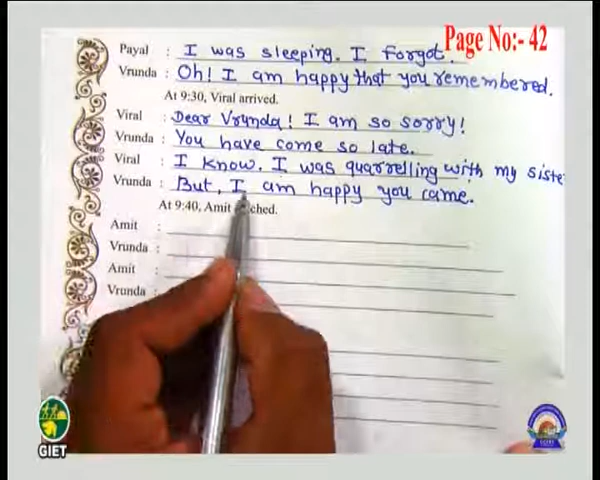 Page No:- 42
Payal : I was sleeping. I forgot.
Vrunda : Oh! I am happy that you remembered.
At 9:30, Viral arrived.
Viral : Dear Vrunda! I am so sorry!
Vrunda : You have come so late.
Viral : I know. I was quarrelling with my siste
Vrunda : But, I am happy you came.
At 9:40, Amit ched.
Amit :
Vrunda :
Amit :
Vrunda :
GIET